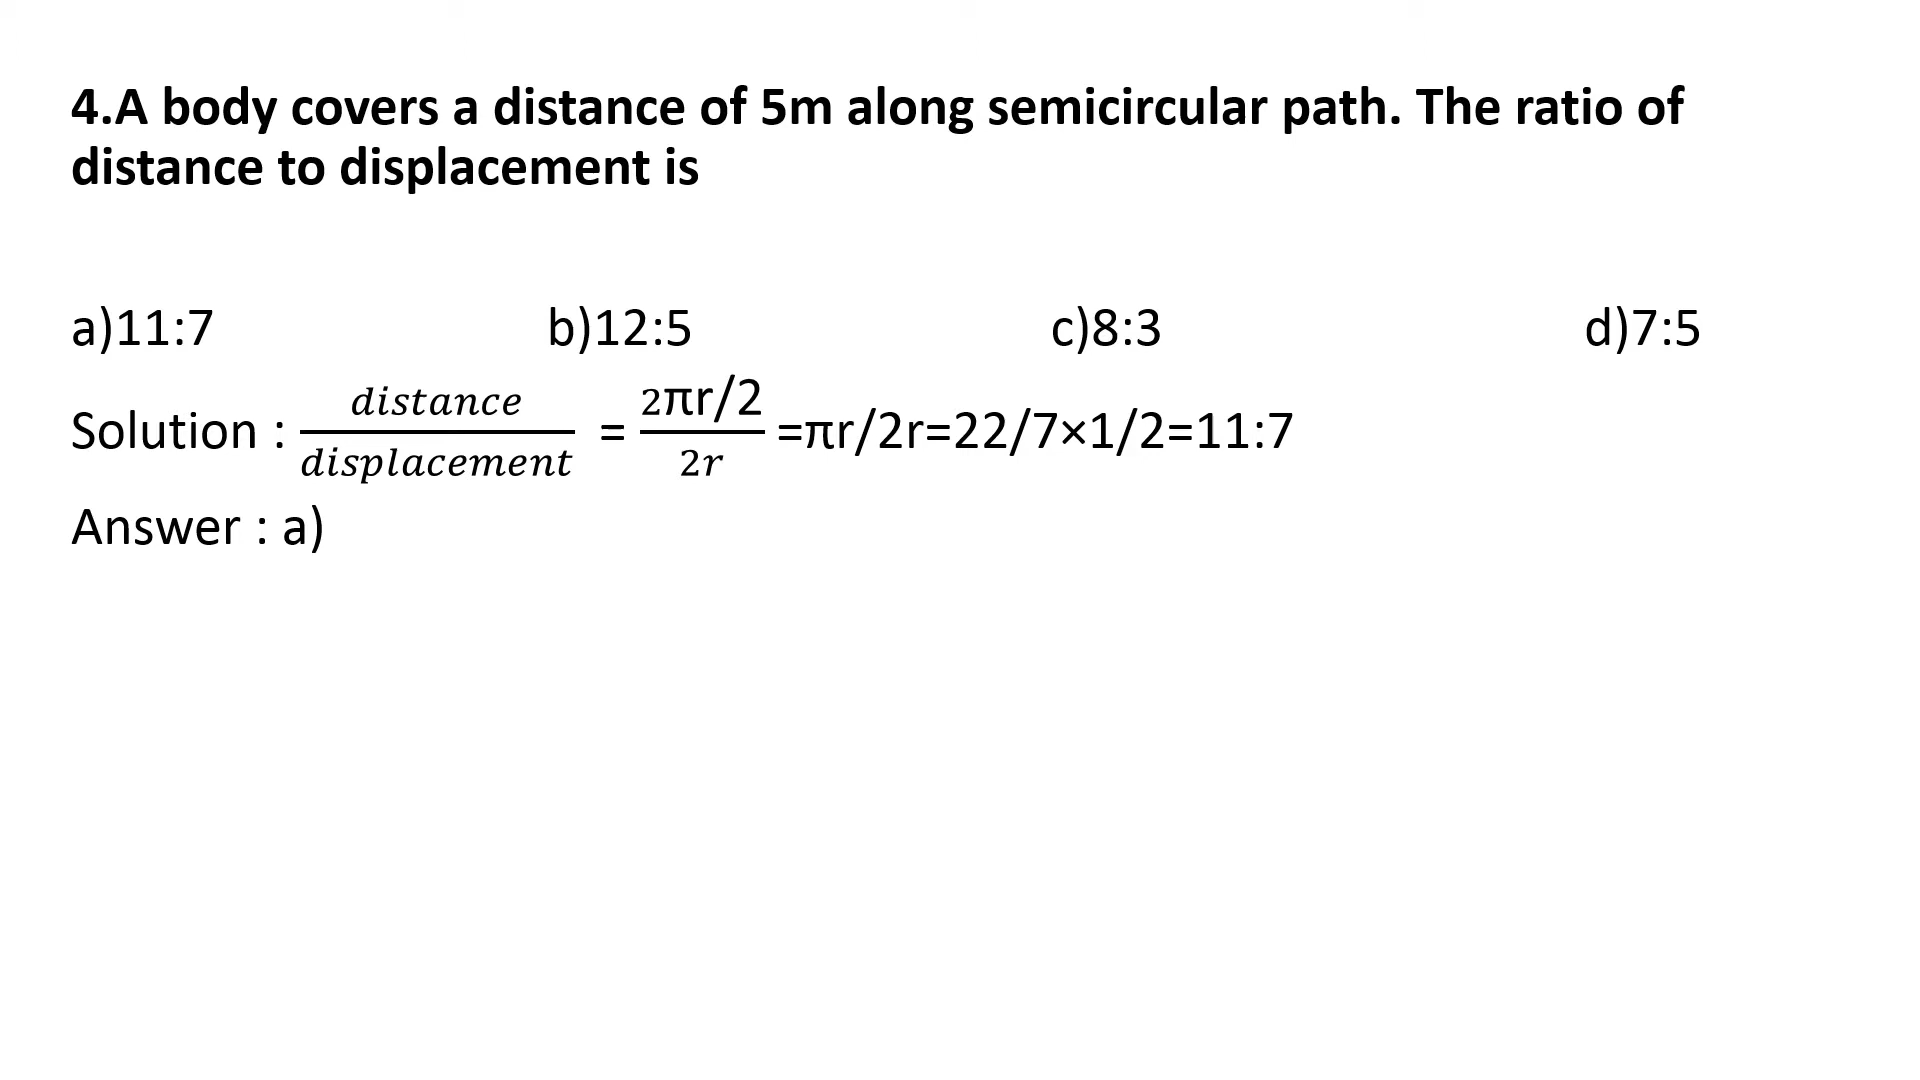 4.A body covers a distance of 5m along semicircular path. The ratio of
distance to displacement is
a)11:7 b)12:5 c)8:3 d)7:5
Solution : distance/displacement = 2πr/2/2r =πr/2r=22/7×1/2=11:7
Answer : a)